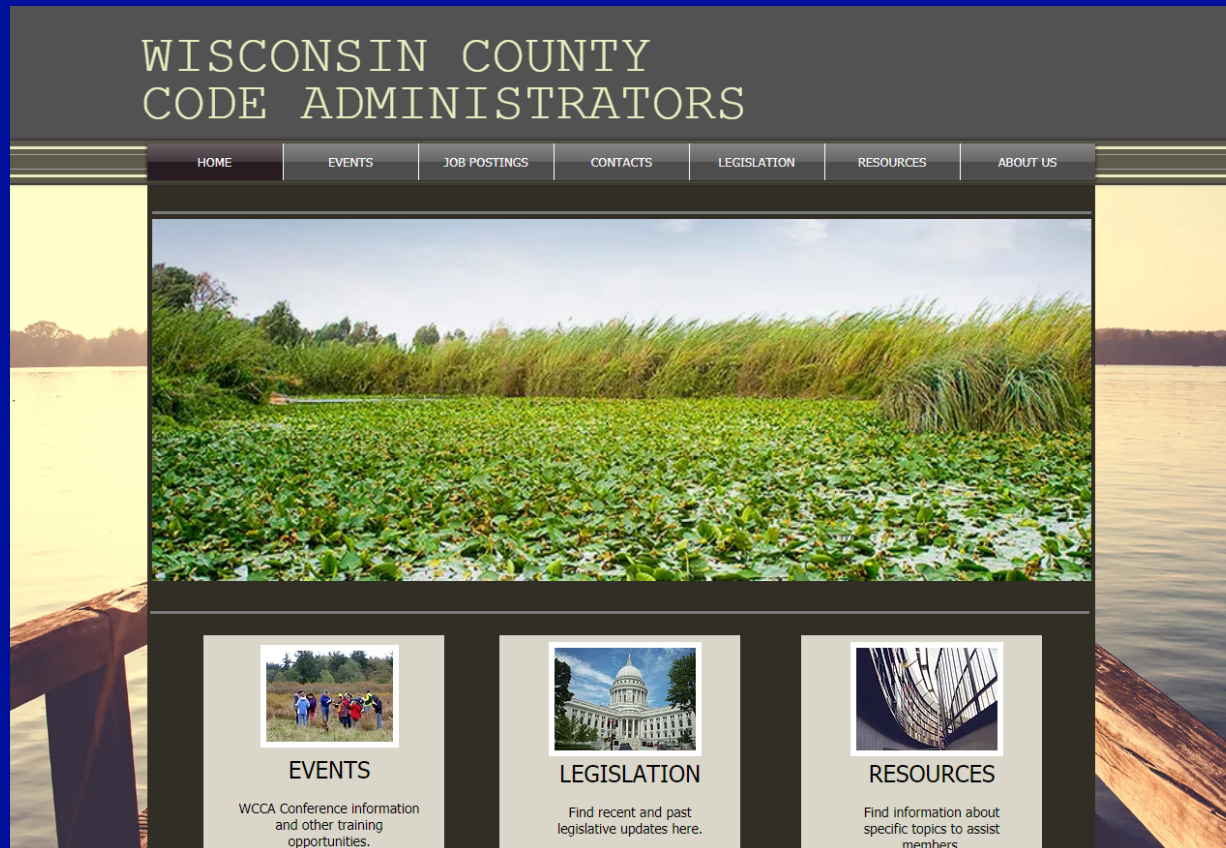 WISCONSIN COUNTY
CODE ADMINISTRATORS
HOME
EVENTS
JOB POSTINGS
CONTACTS
LEGISLATION
RESOURCES
ABOUT US
EVENTS
WCCA Conference information
and other training
opportunities.
LEGISLATION
Find recent and past
legislative updates here.
RESOURCES
Find information about
specific topics to assist
members